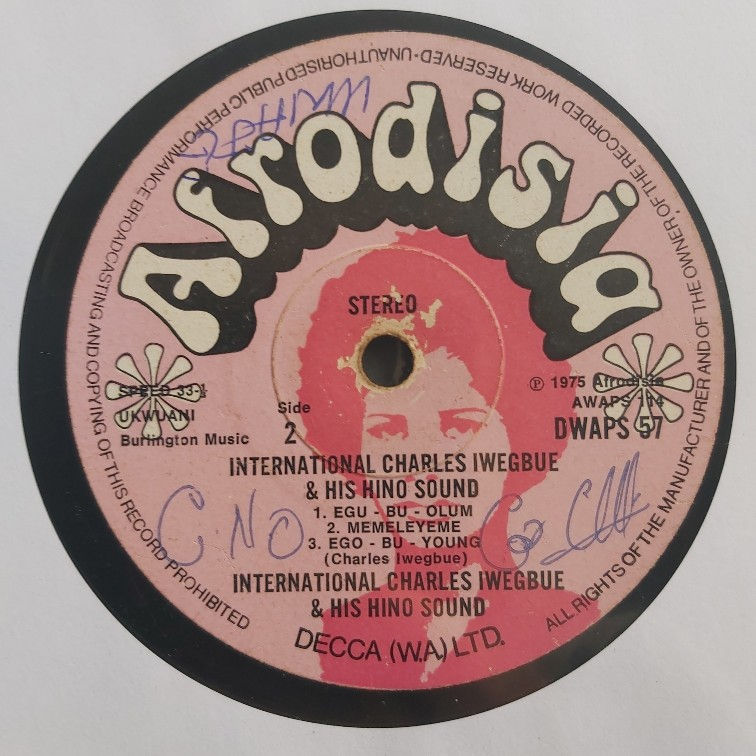 UNAUTHORISED PUBLIC PERFORMANCE BROADCASTING AND COPYING OF THIS RECORD PROHIBITED
ALL RIGHTS OF THE MANUFACTURER AND OF THE OWNER OF THE RECORDED WORK RESERVED •
Afrodisia
STEREO
SPEED 33⅓
UKWUANI
Burlington Music
Side
2
℗ 1975 Afrodisia
AWAPS 114
DWAPS 57
INTERNATIONAL CHARLES IWEGBUE
& HIS HINO SOUND
1. EGU - BU - OLUM
2. MEMELEYEME
3. EGO - BU - YOUNG
(Charles Iwegbue)
INTERNATIONAL CHARLES IWEGBUE
& HIS HINO SOUND
C. NO
DECCA (W.A.) LTD.